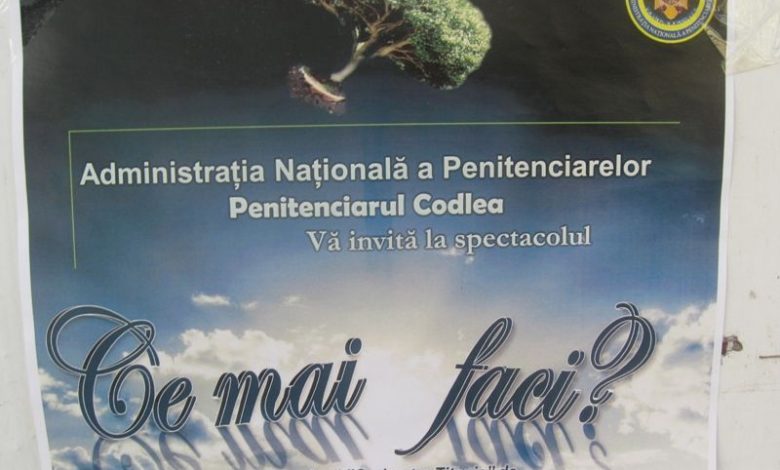 Administrația Națională a Penitenciarelor
Penitenciarul Codlea
Vă invită la spectacolul
Ce mai faci?